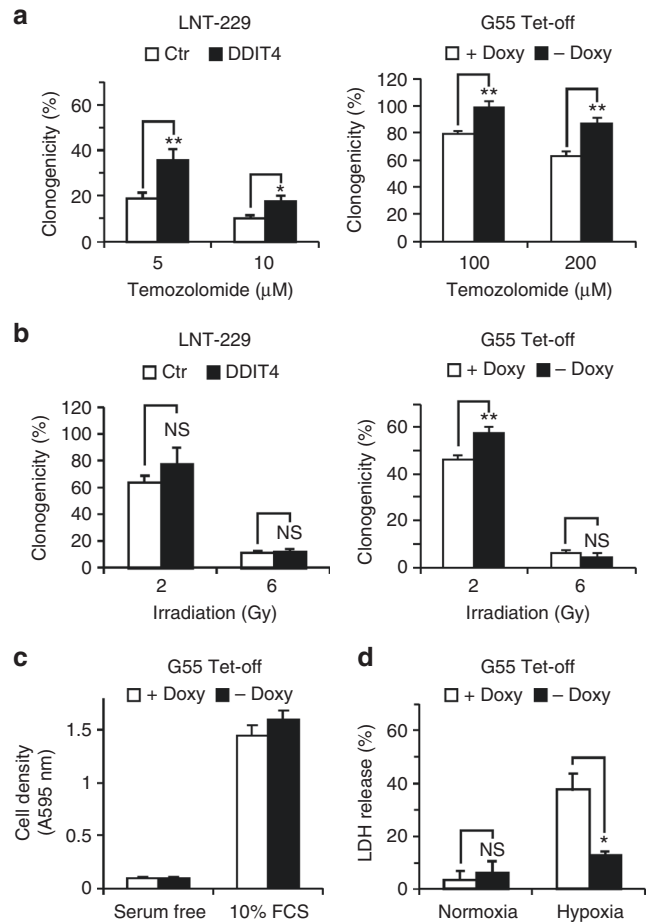 a
LNT-229
Ctr DDIT4
Clonogenicity (%)
60
40
20
0
**
*
5 10
Temozolomide (µM)
G55 Tet-off
+ Doxy – Doxy
Clonogenicity (%)
120
100
80
60
40
20
0
**
**
100 200
Temozolomide (µM)
b
LNT-229
Ctr DDIT4
Clonogenicity (%)
120
100
80
60
40
20
0
NS
NS
2 6
Irradiation (Gy)
G55 Tet-off
+ Doxy – Doxy
Clonogenicity (%)
60
40
20
0
**
NS
2 6
Irradiation (Gy)
c
G55 Tet-off
+ Doxy – Doxy
Cell density
(A595 nm)
1.5
1
0.5
0
Serum free 10% FCS
d
G55 Tet-off
+ Doxy – Doxy
LDH release (%)
60
40
20
0
NS
*
Normoxia Hypoxia